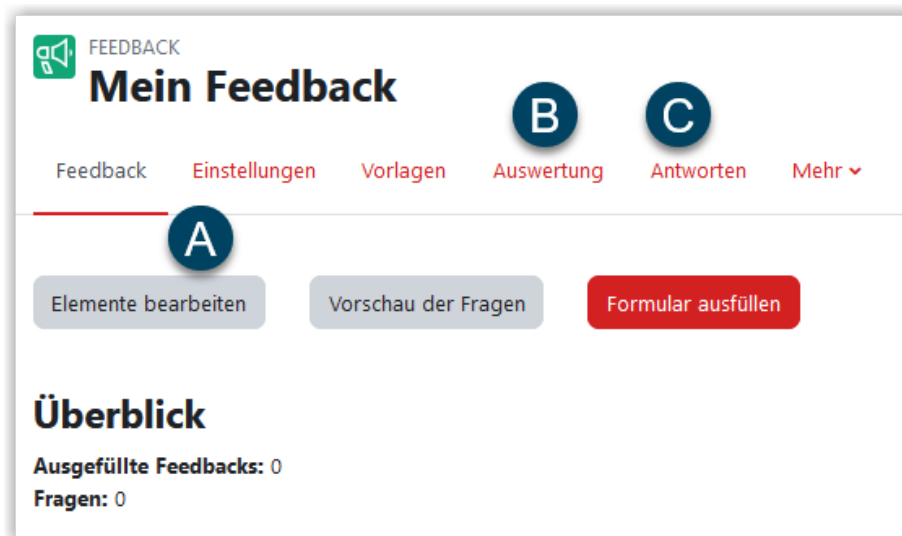 FEEDBACK
Mein Feedback
B
C
Feedback Einstellungen Vorlagen Auswertung Antworten Mehr
A
Elemente bearbeiten Vorschau der Fragen Formular ausfüllen
Überblick
Ausgefüllte Feedbacks: 0
Fragen: 0